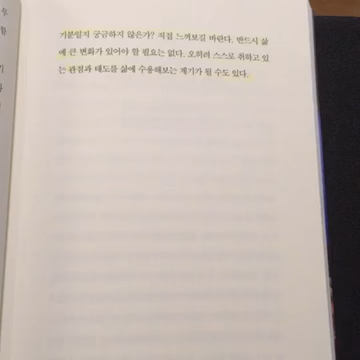 기분일지 궁금하지 않은가? 직접 느껴보길 바란다. 반드시 삶
에 큰 변화가 있어야 할 필요는 없다. 오히려 스스로 취하고 있
는 관점과 태도를 삶에 수용해보는 계기가 될 수도 있다.